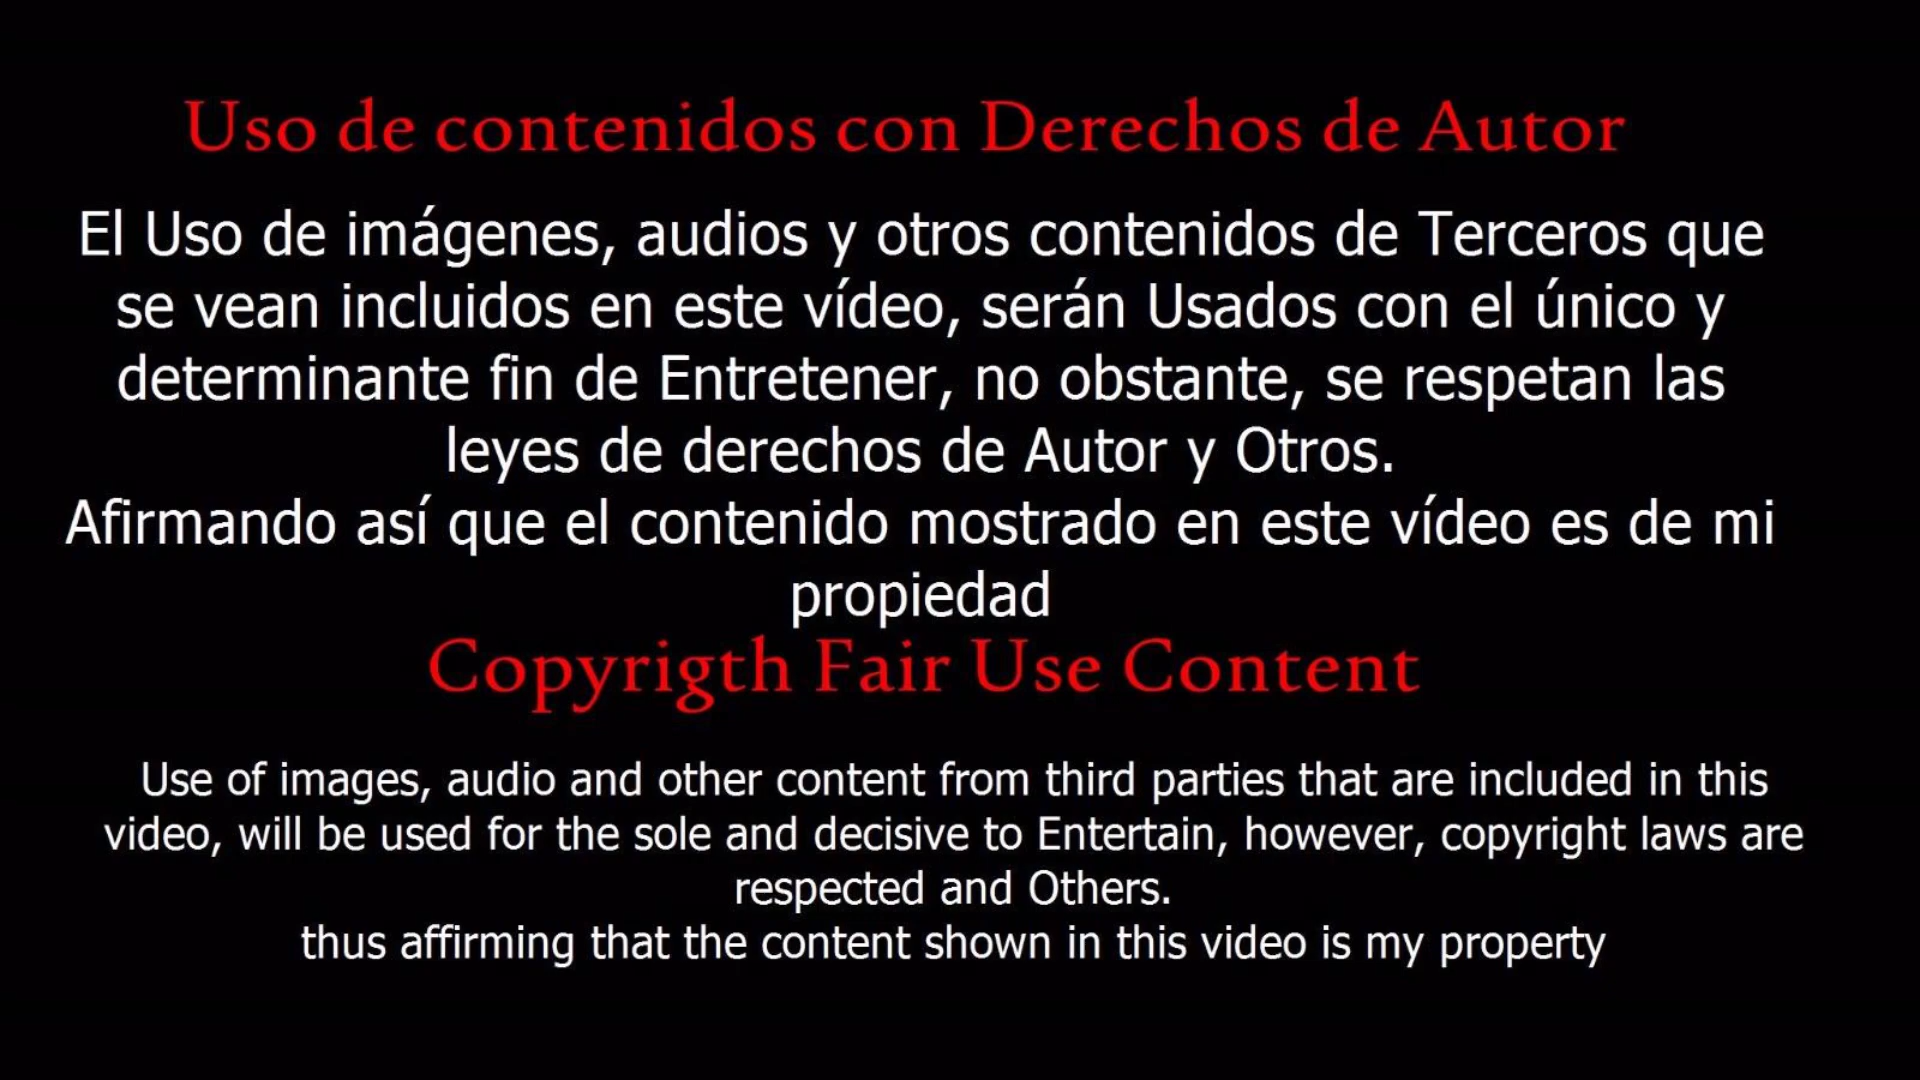 Uso de contenidos con Derechos de Autor
El Uso de imágenes, audios y otros contenidos de Terceros que
se vean incluidos en este vídeo, serán Usados con el único y
determinante fin de Entretener, no obstante, se respetan las
leyes de derechos de Autor y Otros.
Afirmando así que el contenido mostrado en este vídeo es de mi
propiedad
Copyrigth Fair Use Content
Use of images, audio and other content from third parties that are included in this
video, will be used for the sole and decisive to Entertain, however, copyright laws are
respected and Others.
thus affirming that the content shown in this video is my property